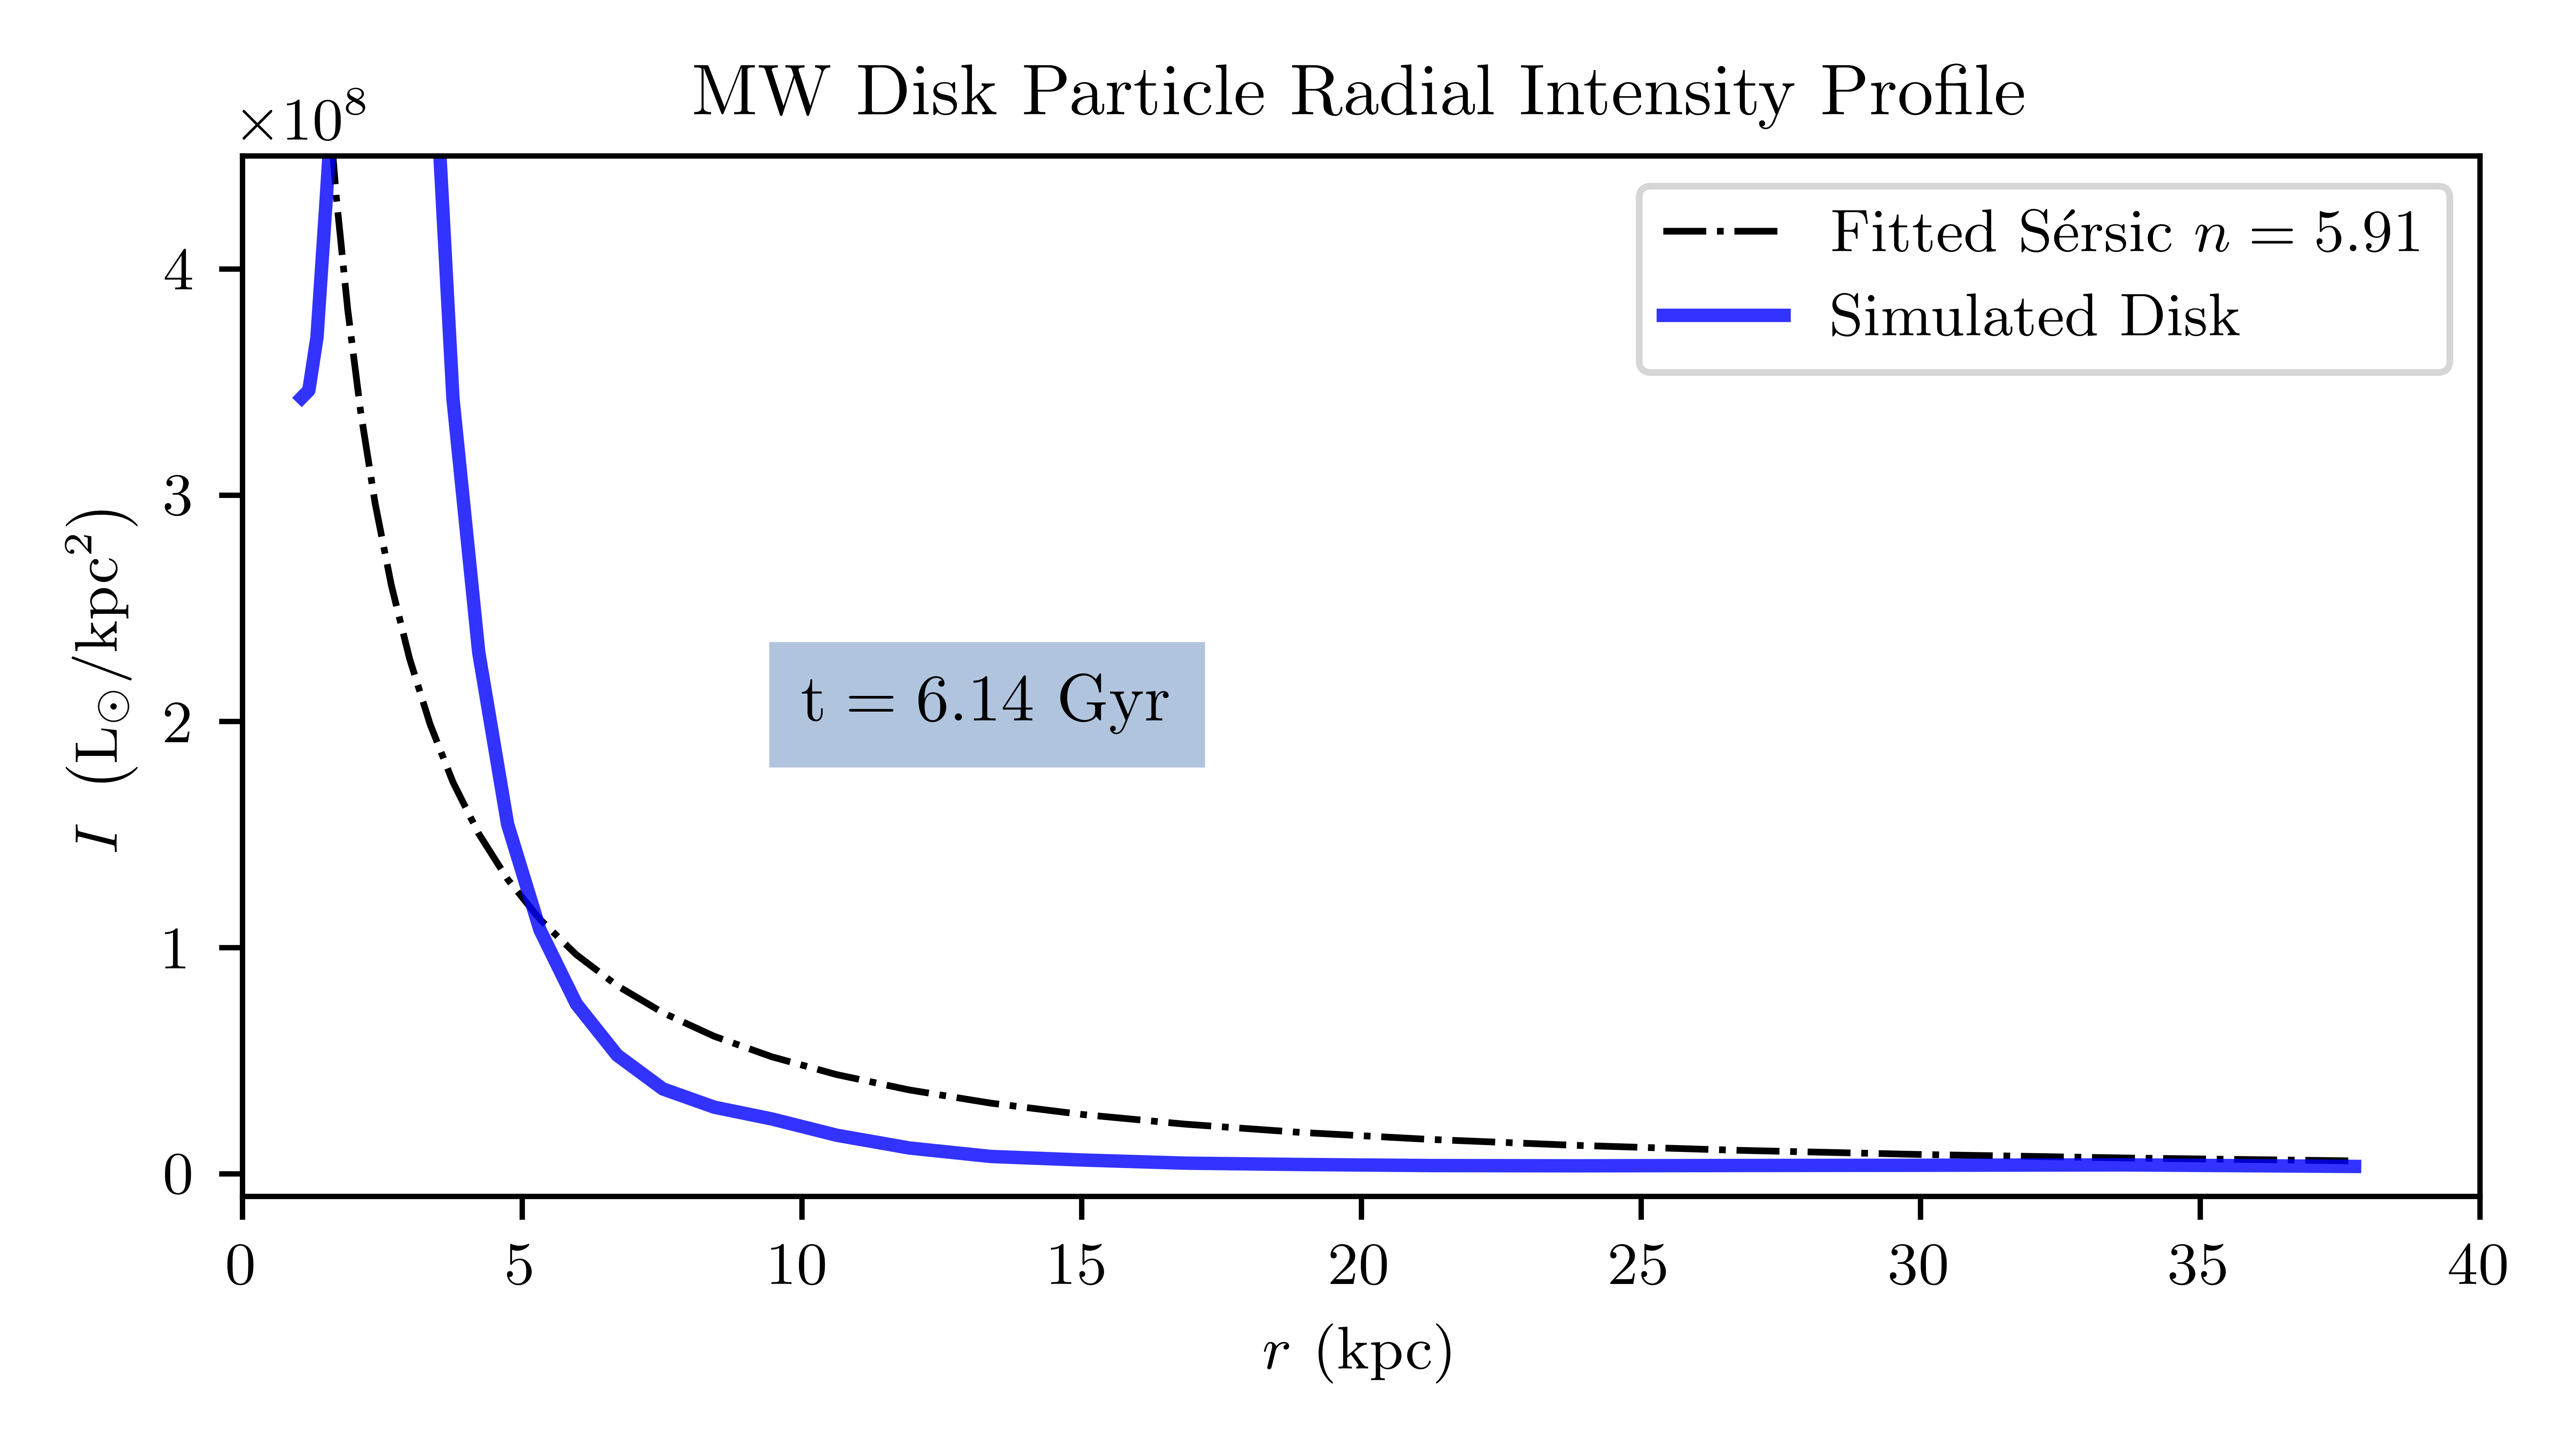 MW Disk Particle Radial Intensity Profile
×10⁸
Fitted Sérsic n = 5.91
Simulated Disk
4
3
2
1
0
I (L⊙/kpc²)
t = 6.14 Gyr
0 5 10 15 20 25 30 35 40
r (kpc)